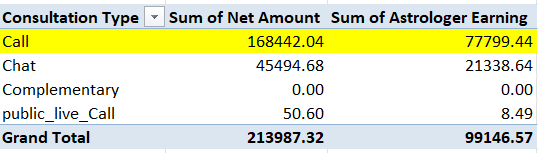 Consultation Type Sum of Net Amount Sum of Astrologer Earning
Call 168442.04 77799.44
Chat 45494.68 21338.64
Complementary 0.00 0.00
public_live_Call 50.60 8.49
Grand Total 213987.32 99146.57